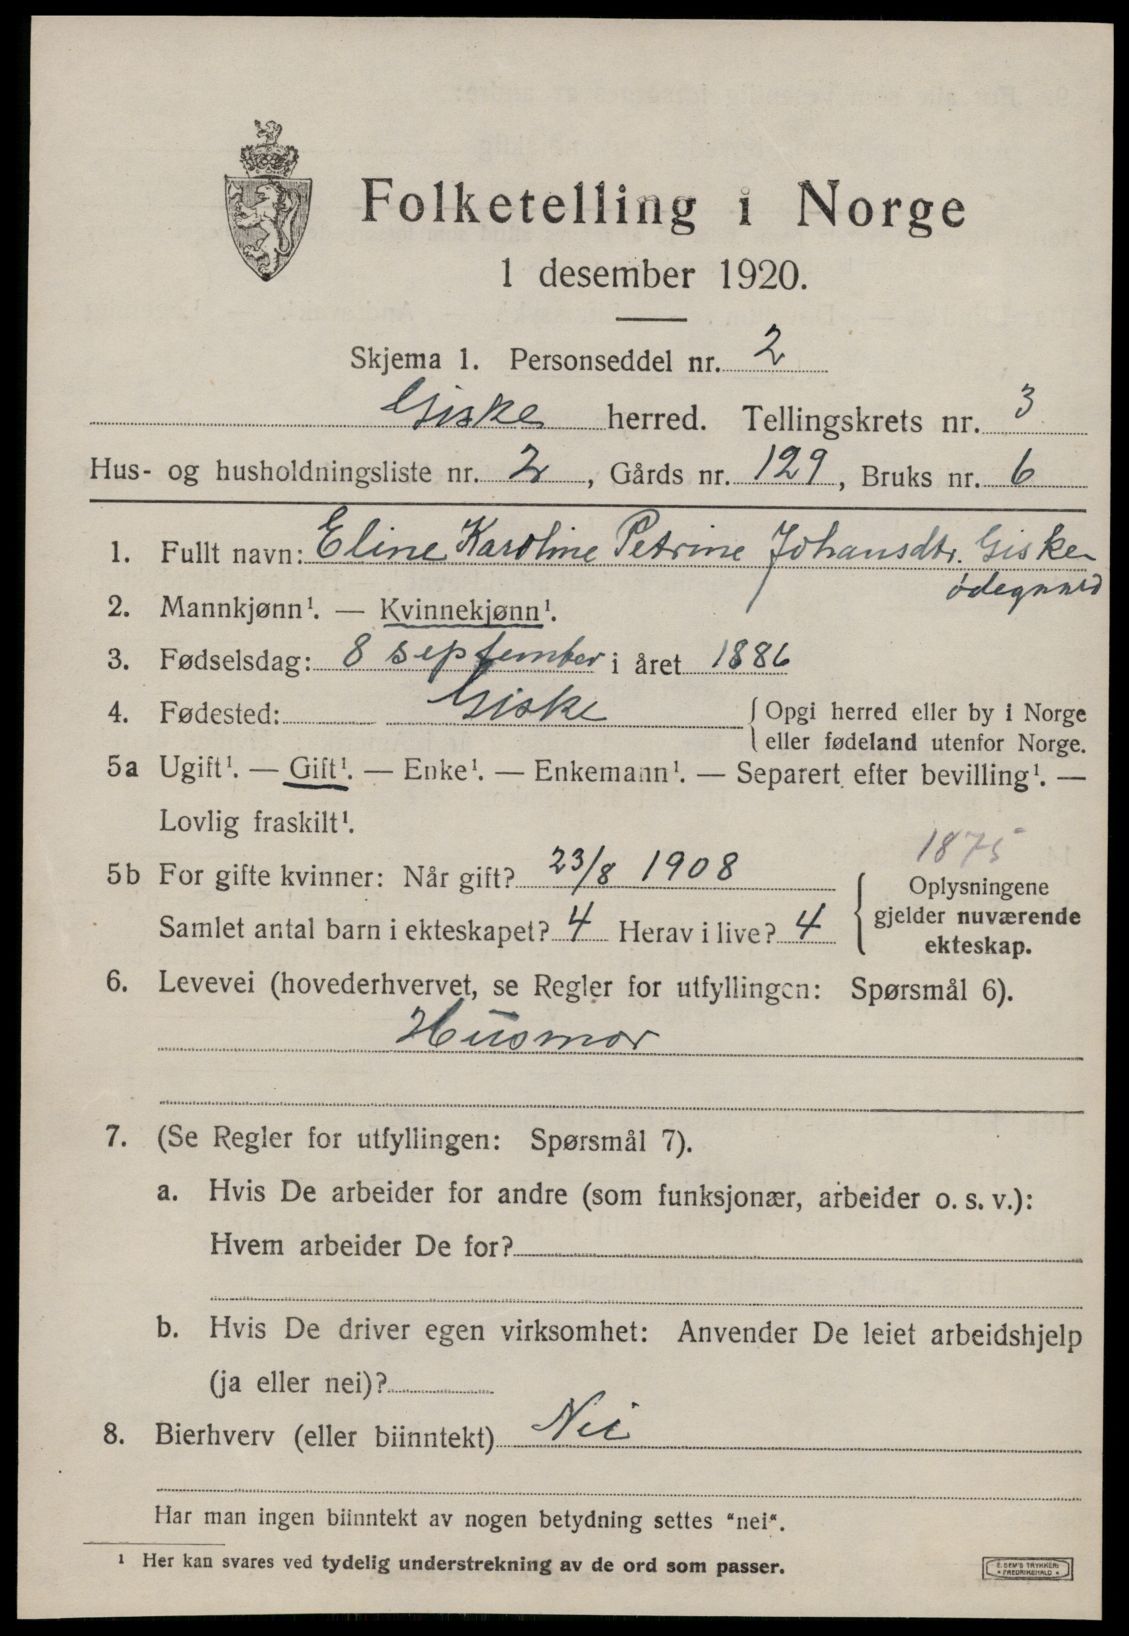 Folketelling i Norge
1 desember 1920.
Skjema 1. Personseddel nr. 2
Giske herred. Tellingskrets nr. 3
Hus- og husholdningsliste nr. 2, Gårds nr. 129, Bruks nr. 6
1. Fullt navn: Eline Karoline Petrine Johansdtr. Giske
ødegaard
2. Mannkjønn¹. — Kvinnekjønn¹.
3. Fødselsdag: 8 september i året 1886
4. Fødested: Giske {Opgi herred eller by i Norge
eller fødeland utenfor Norge.
5a Ugift¹. — Gift¹. — Enke¹. — Enkemann¹. — Separert efter bevilling¹. —
Lovlig fraskilt¹.
1875
5b For gifte kvinner: Når gift? 23/8 1908
Samlet antal barn i ekteskapet? 4 Herav i live? 4
{Oplysningene
gjelder nuværende
ekteskap.
6. Levevei (hovederhvervet, se Regler for utfyllingen: Spørsmål 6).
Husmor
7. (Se Regler for utfyllingen: Spørsmål 7).
a. Hvis De arbeider for andre (som funksjonær, arbeider o. s. v.):
Hvem arbeider De for?
b. Hvis De driver egen virksomhet: Anvender De leiet arbeidshjelp
(ja eller nei)?
8. Bierhverv (eller biinntekt) Nei
Har man ingen biinntekt av nogen betydning settes "nei".
¹ Her kan svares ved tydelig understrekning av de ord som passer.
E. SEM'S TRYKKERI
• FREDRIKSHALD •